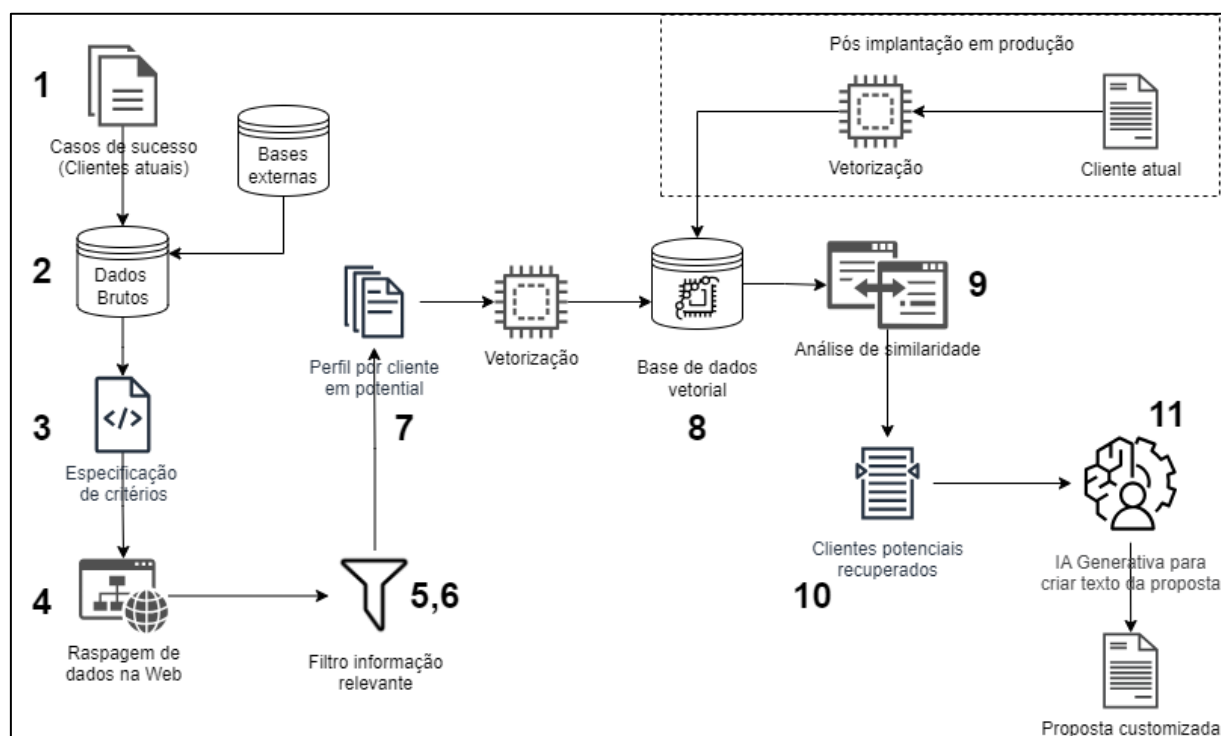 1
Casos de sucesso
(Clientes atuais)
Bases
externas
2
Dados
Brutos
3
Especificação
de critérios
4
Raspagem de
dados na Web
5,6
Filtro informação
relevante
Perfil por cliente
em potential
7
Vetorização
Base de dados
vetorial
8
Pós implantação em produção
Vetorização
Cliente atual
9
Análise de similaridade
Clientes potenciais
recuperados
10
11
IA Generativa para
criar texto da proposta
Proposta customizada